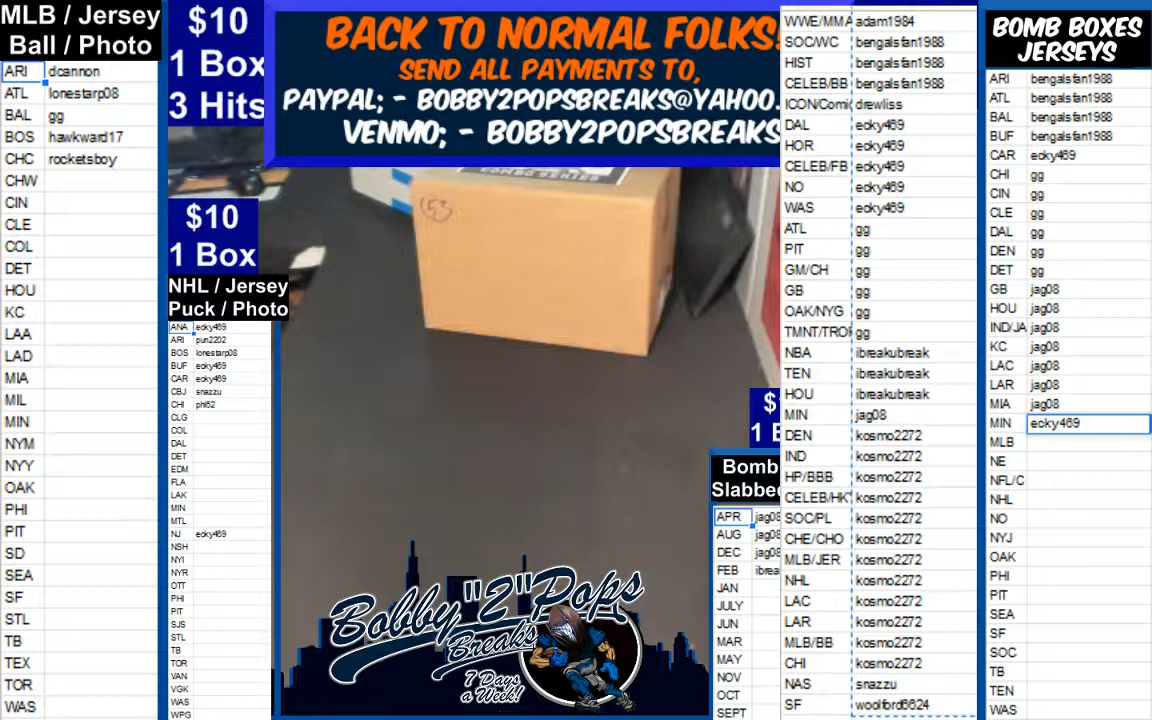 MLB / Jersey
Ball / Photo
ARI dcannon
ATL lonestarp08
BAL gg
BOS hawkward17
CHC rocketsboy
CHW
CIN
CLE
COL
DET
HOU
KC
LAA
LAD
MIA
MIL
MIN
NYM
NYY
OAK
PHI
PIT
SD
SEA
SF
STL
TB
TEX
TOR
WAS
$10
1 Box
3 Hits
$10
1 Box
NHL / Jersey
Puck / Photo
ANA ecky469
ARI pun2202
BOS lonestarp08
BUF ecky469
CAR ecky469
CBJ snazzu
CHI phil62
CLG
COL
DAL
DET
EDM
FLA
LAK
MIN
MTL
NJ ecky469
NSH
NYI
NYR
OTT
PHI
PIT
SJS
STL
TB
TOR
VAN
VGK
WAS
WPG
BACK TO NORMAL FOLKS!
SEND ALL PAYMENTS TO,
PAYPAL; - BOBBY2POPSBREAKS@YAHOO.
VENMO; - BOBBY2POPSBREAKS
COMBO SERIES
53
Bobby "2" Pops
Breaks
7 Days
a Week!
$
1 B
Bomb
Slabbed
APR jag08
AUG jag08
DEC jag08
FEB ibrea
JAN
JULY
JUN
MAR
MAY
NOV
OCT
SEPT
WWE/MMA adam1984
SOC/WC bengalsfan1988
HIST bengalsfan1988
CELEB/BB bengalsfan1988
ICON/Comic drewliss
DAL ecky469
HOR ecky469
CELEB/FB ecky469
NO ecky469
WAS ecky469
ATL gg
PIT gg
GM/CH gg
GB gg
OAK/NYG gg
TMNT/TROL gg
NBA ibreakubreak
TEN ibreakubreak
HOU ibreakubreak
MIN jag08
DEN kosmo2272
IND kosmo2272
HP/BBB kosmo2272
CELEB/HK kosmo2272
SOC/PL kosmo2272
CHE/CHO kosmo2272
MLB/JER kosmo2272
NHL kosmo2272
LAC kosmo2272
LAR kosmo2272
MLB/BB kosmo2272
CHI kosmo2272
NAS snazzu
SF woolford6624
BOMB BOXES
JERSEYS
ARI bengalsfan1988
ATL bengalsfan1988
BAL bengalsfan1988
BUF bengalsfan1988
CAR ecky469
CHI gg
CIN gg
CLE gg
DAL gg
DEN gg
DET gg
GB jag08
HOU jag08
IND/JA jag08
KC jag08
LAC jag08
LAR jag08
MIA jag08
MIN ecky469
MLB
NE
NFL/C
NHL
NO
NYJ
OAK
PHI
PIT
SEA
SF
SOC
TB
TEN
WAS